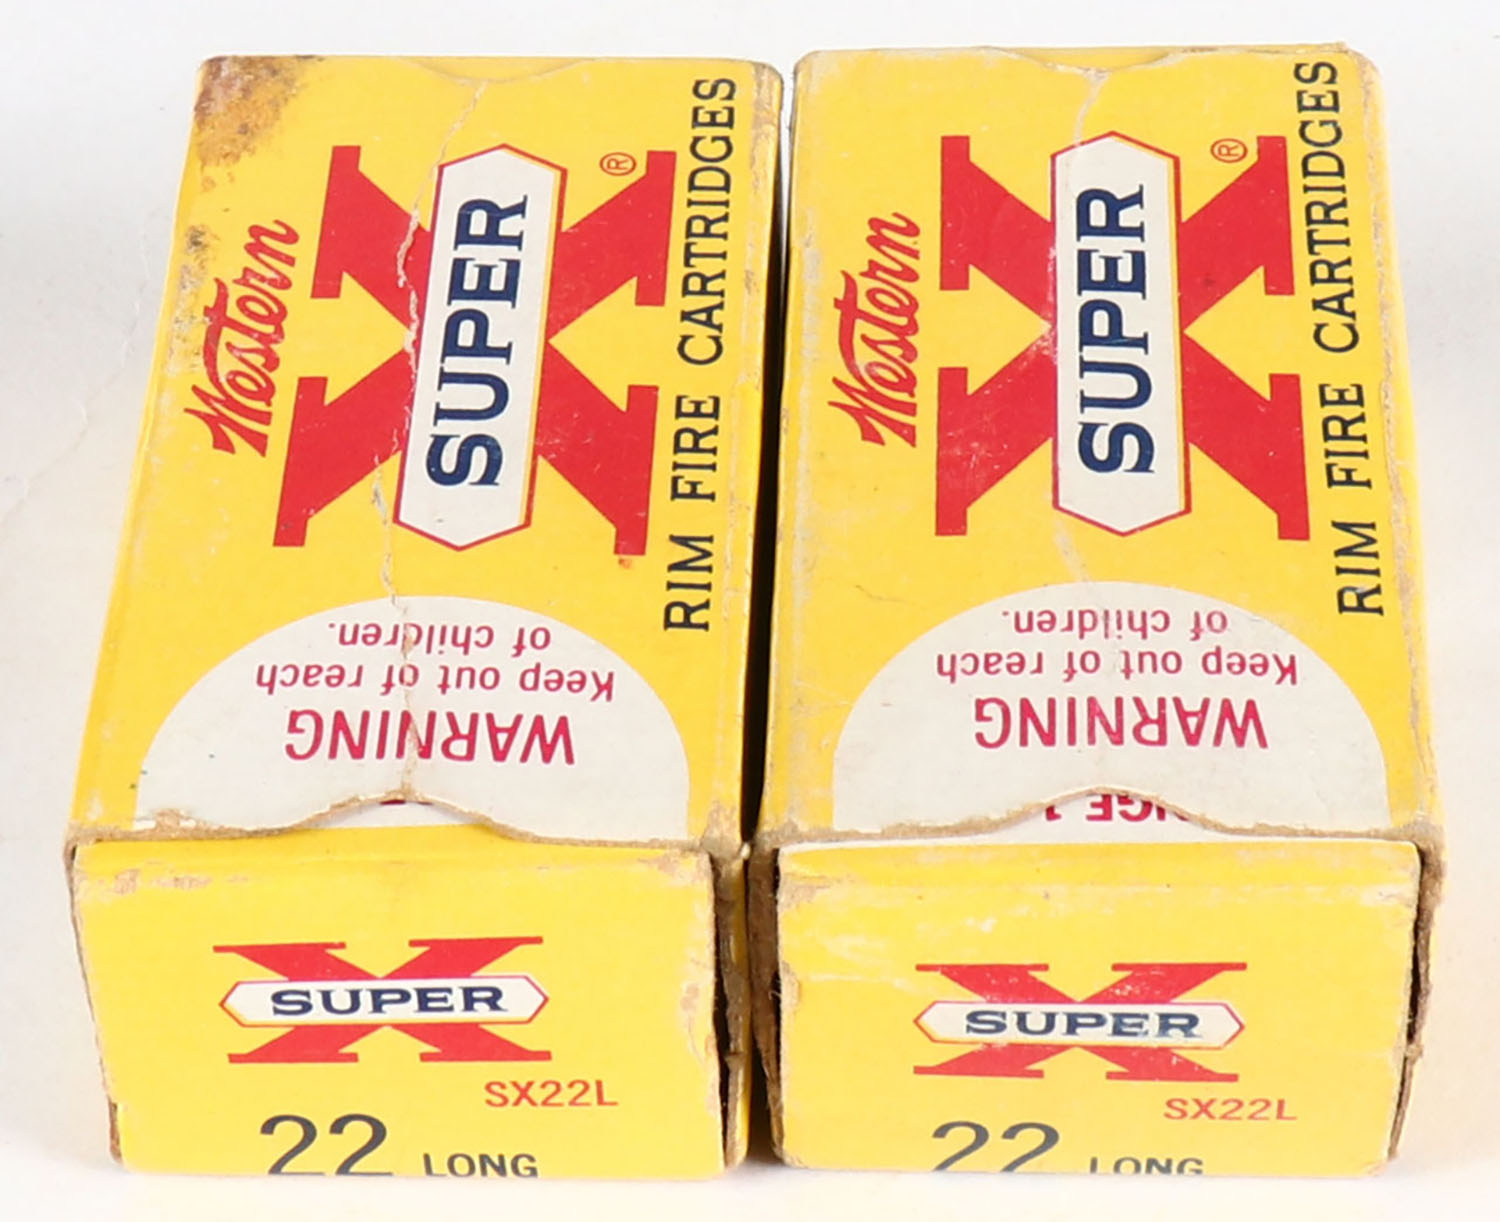 Western
SUPER X ®
RIM FIRE CARTRIDGES
WARNING
Keep out of reach
of children.
SUPER X
SX22L
22 LONG
Western
SUPER X ®
RIM FIRE CARTRIDGES
WARNING
Keep out of reach
of children.
SUPER X
SX22L
22 LONG